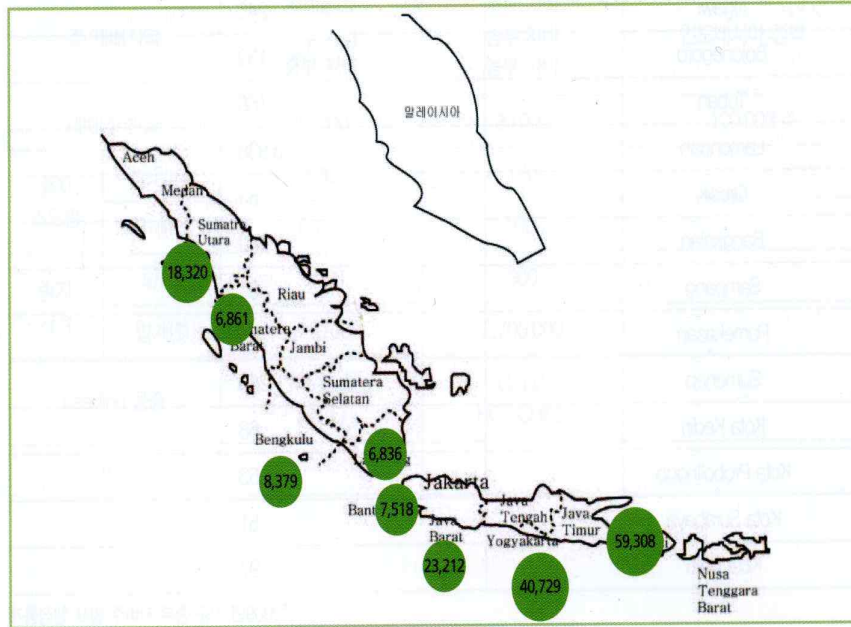 말레이시아
Aceh
Medan
Sumatra
Utara
18,320
Riau
6,861
Barat
Jambi
Sumatera
Selatan
Bengkulu
6,836
8,379
Jakarta
7,518
Java
Barat
Java
Tengah
Java
Timur
Yogyakarta
59,308
23,212
40,729
Nusa
Tenggara
Barat